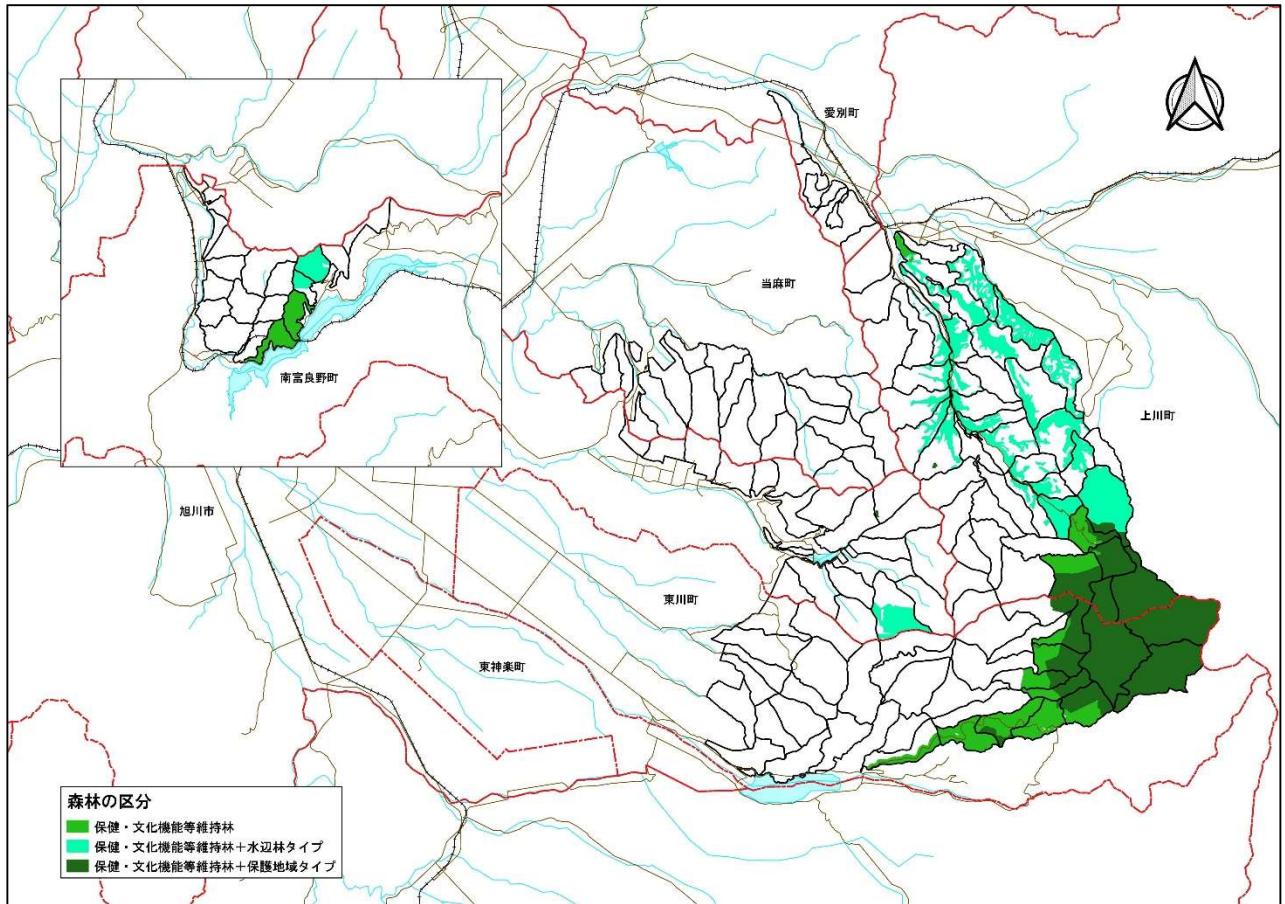 愛別町
当麻町
南富良野町
上川町
旭川市
東川町
東神楽町
森林の区分
保健・文化機能等維持林
保健・文化機能等維持林+水辺林タイプ
保健・文化機能等維持林+保護地域タイプ